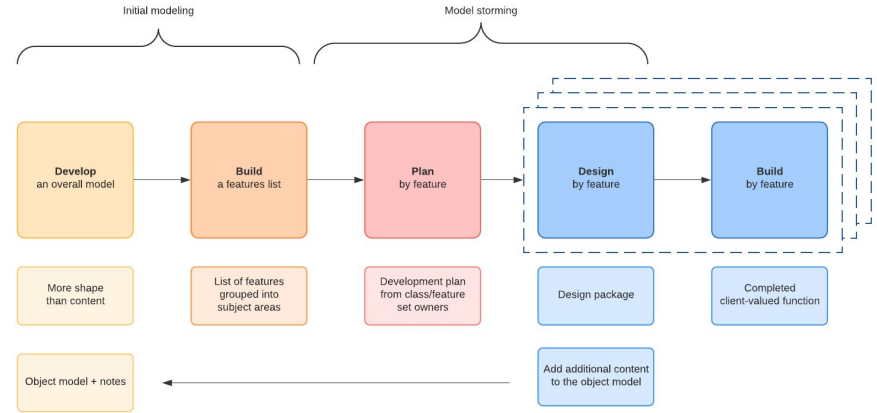 Initial modeling
Model storming
Develop
an overall model
Build
a features list
Plan
by feature
Design
by feature
Build
by feature
More shape
than content
List of features
grouped into
subject areas
Development plan
from class/feature
set owners
Design package
Completed
client-valued function
Object model + notes
Add additional content
to the object model